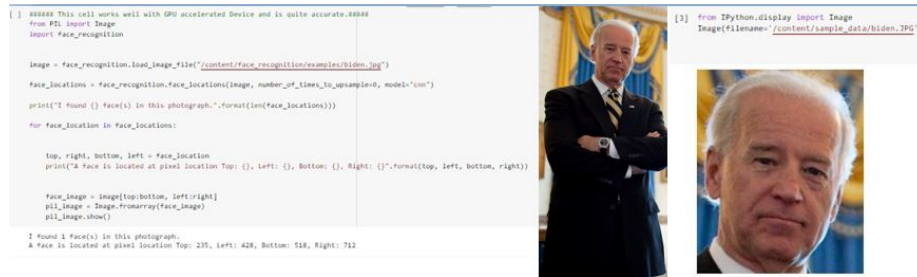 [ ] ###### This cell works well with GPU accelerated Device and is quite accurate.#####
from PIL import Image
import face_recognition
image = face_recognition.load_image_file("/content/face_recognition/examples/biden.jpg")
face_locations = face_recognition.face_locations(image, number_of_times_to_upsample=0, model="cnn")
print("I found {} face(s) in this photograph.".format(len(face_locations)))
for face_location in face_locations:
top, right, bottom, left = face_location
print("A face is located at pixel location Top: {}, Left: {}, Bottom: {}, Right: {}".format(top, left, bottom, right))
face_image = image[top:bottom, left:right]
pil_image = Image.fromarray(face_image)
pil_image.show()
I found 1 face(s) in this photograph.
A face is located at pixel location Top: 235, Left: 428, Bottom: 518, Right: 712
[3] from IPython.display import Image
Image(filename='/content/sample_data/biden.JPG'